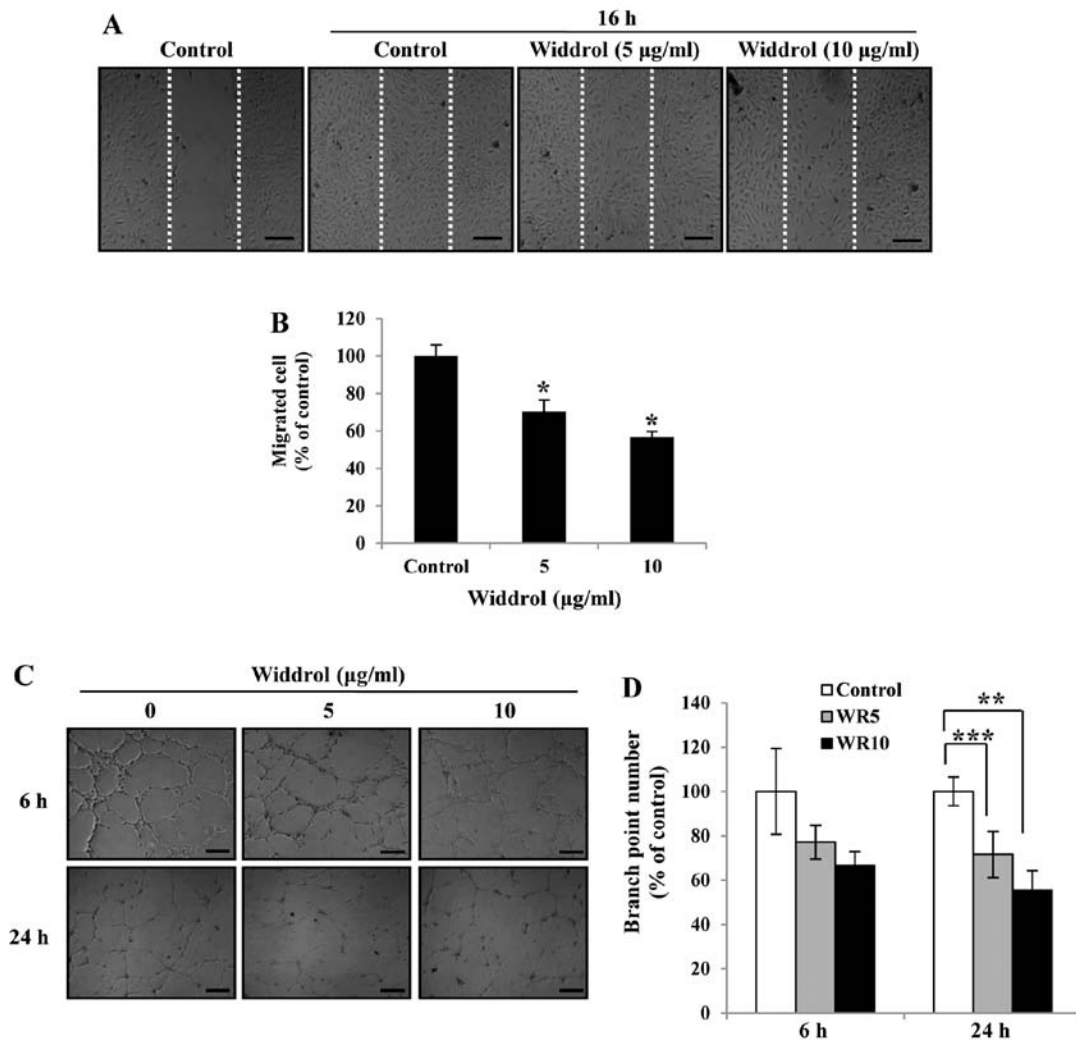 A
16 h
Control
Control
Widdrol (5 µg/ml)
Widdrol (10 µg/ml)
B
Migrated cell
(% of control)
120
100
80
60
40
20
0
*
*
Control
5
10
Widdrol (µg/ml)
C
Widdrol (µg/ml)
0
5
10
6 h
24 h
D
Branch point number
(% of control)
140
120
100
80
60
40
20
0
Control
WR5
WR10
**
***
6 h
24 h